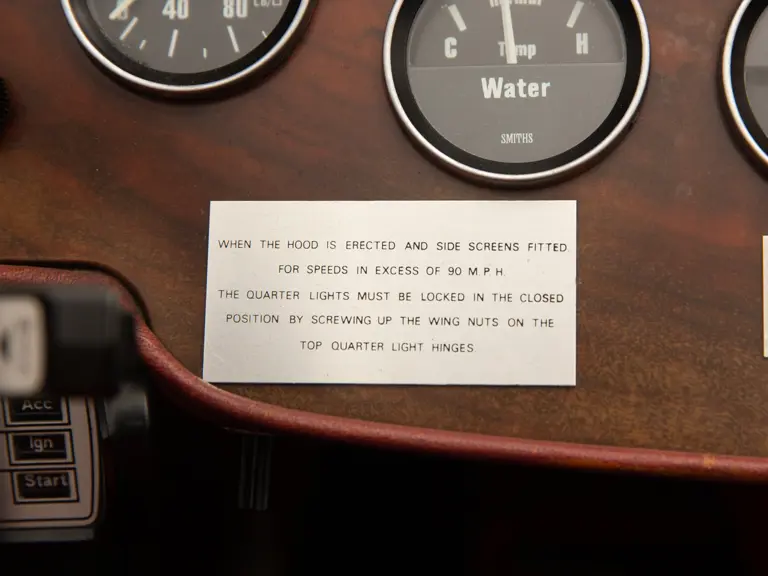 40 80
Normal
C Temp H
Water
SMITHS
WHEN THE HOOD IS ERECTED AND SIDE SCREENS FITTED.
FOR SPEEDS IN EXCESS OF 90 M.P.H.
THE QUARTER LIGHTS MUST BE LOCKED IN THE CLOSED
POSITION BY SCREWING UP THE WING NUTS ON THE
TOP QUARTER LIGHT HINGES
Acc
Ign
Start